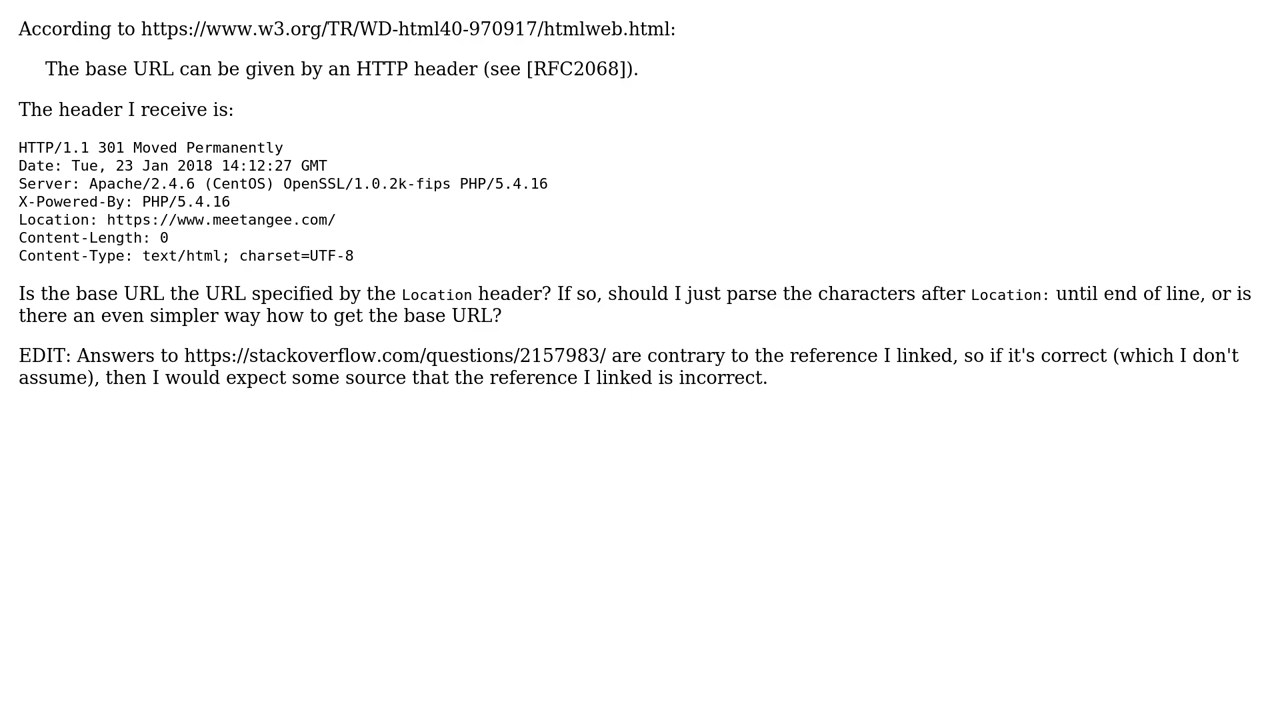 According to https://www.w3.org/TR/WD-html40-970917/htmlweb.html:
The base URL can be given by an HTTP header (see [RFC2068]).
The header I receive is:
HTTP/1.1 301 Moved Permanently
Date: Tue, 23 Jan 2018 14:12:27 GMT
Server: Apache/2.4.6 (CentOS) OpenSSL/1.0.2k-fips PHP/5.4.16
X-Powered-By: PHP/5.4.16
Location: https://www.meetangee.com/
Content-Length: 0
Content-Type: text/html; charset=UTF-8
Is the base URL the URL specified by the Location header? If so, should I just parse the characters after Location: until end of line, or is
there an even simpler way how to get the base URL?
EDIT: Answers to https://stackoverflow.com/questions/2157983/ are contrary to the reference I linked, so if it's correct (which I don't
assume), then I would expect some source that the reference I linked is incorrect.